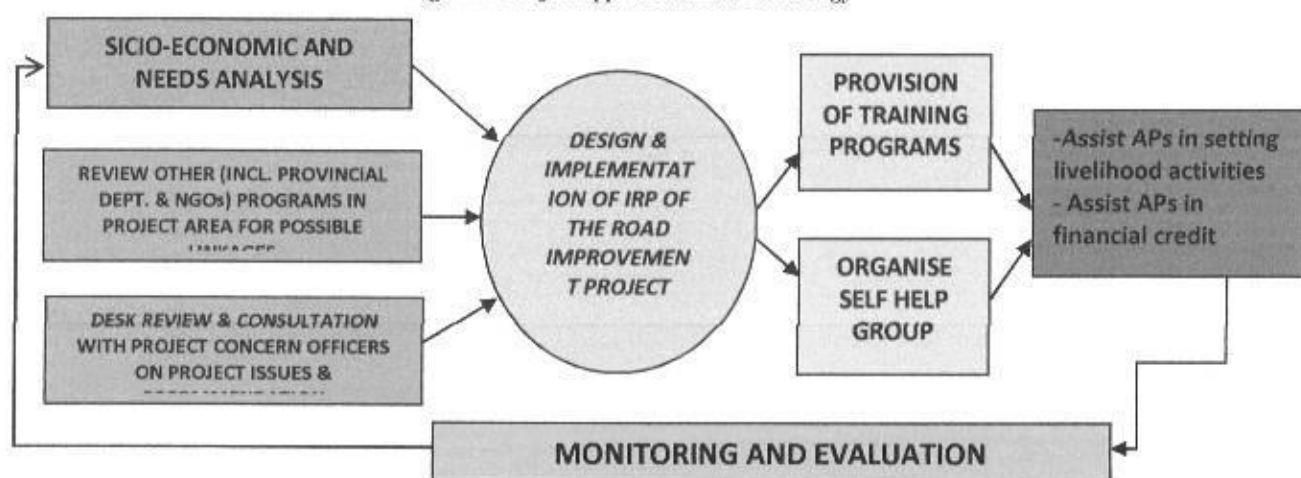 SICIO-ECONOMIC AND
NEEDS ANALYSIS
REVIEW OTHER (INCL. PROVINCIAL
DEPT. & NGOs) PROGRAMS IN
PROJECT AREA FOR POSSIBLE
DESK REVIEW & CONSULTATION
WITH PROJECT CONCERN OFFICERS
ON PROJECT ISSUES &
DESIGN &
IMPLEMENTAT
ION OF IRP OF
THE ROAD
IMPROVEMEN
T PROJECT
PROVISION
OF TRAINING
PROGRAMS
ORGANISE
SELF HELP
GROUP
-Assist APs in setting
livelihood activities
- Assist APs in
financial credit
MONITORING AND EVALUATION